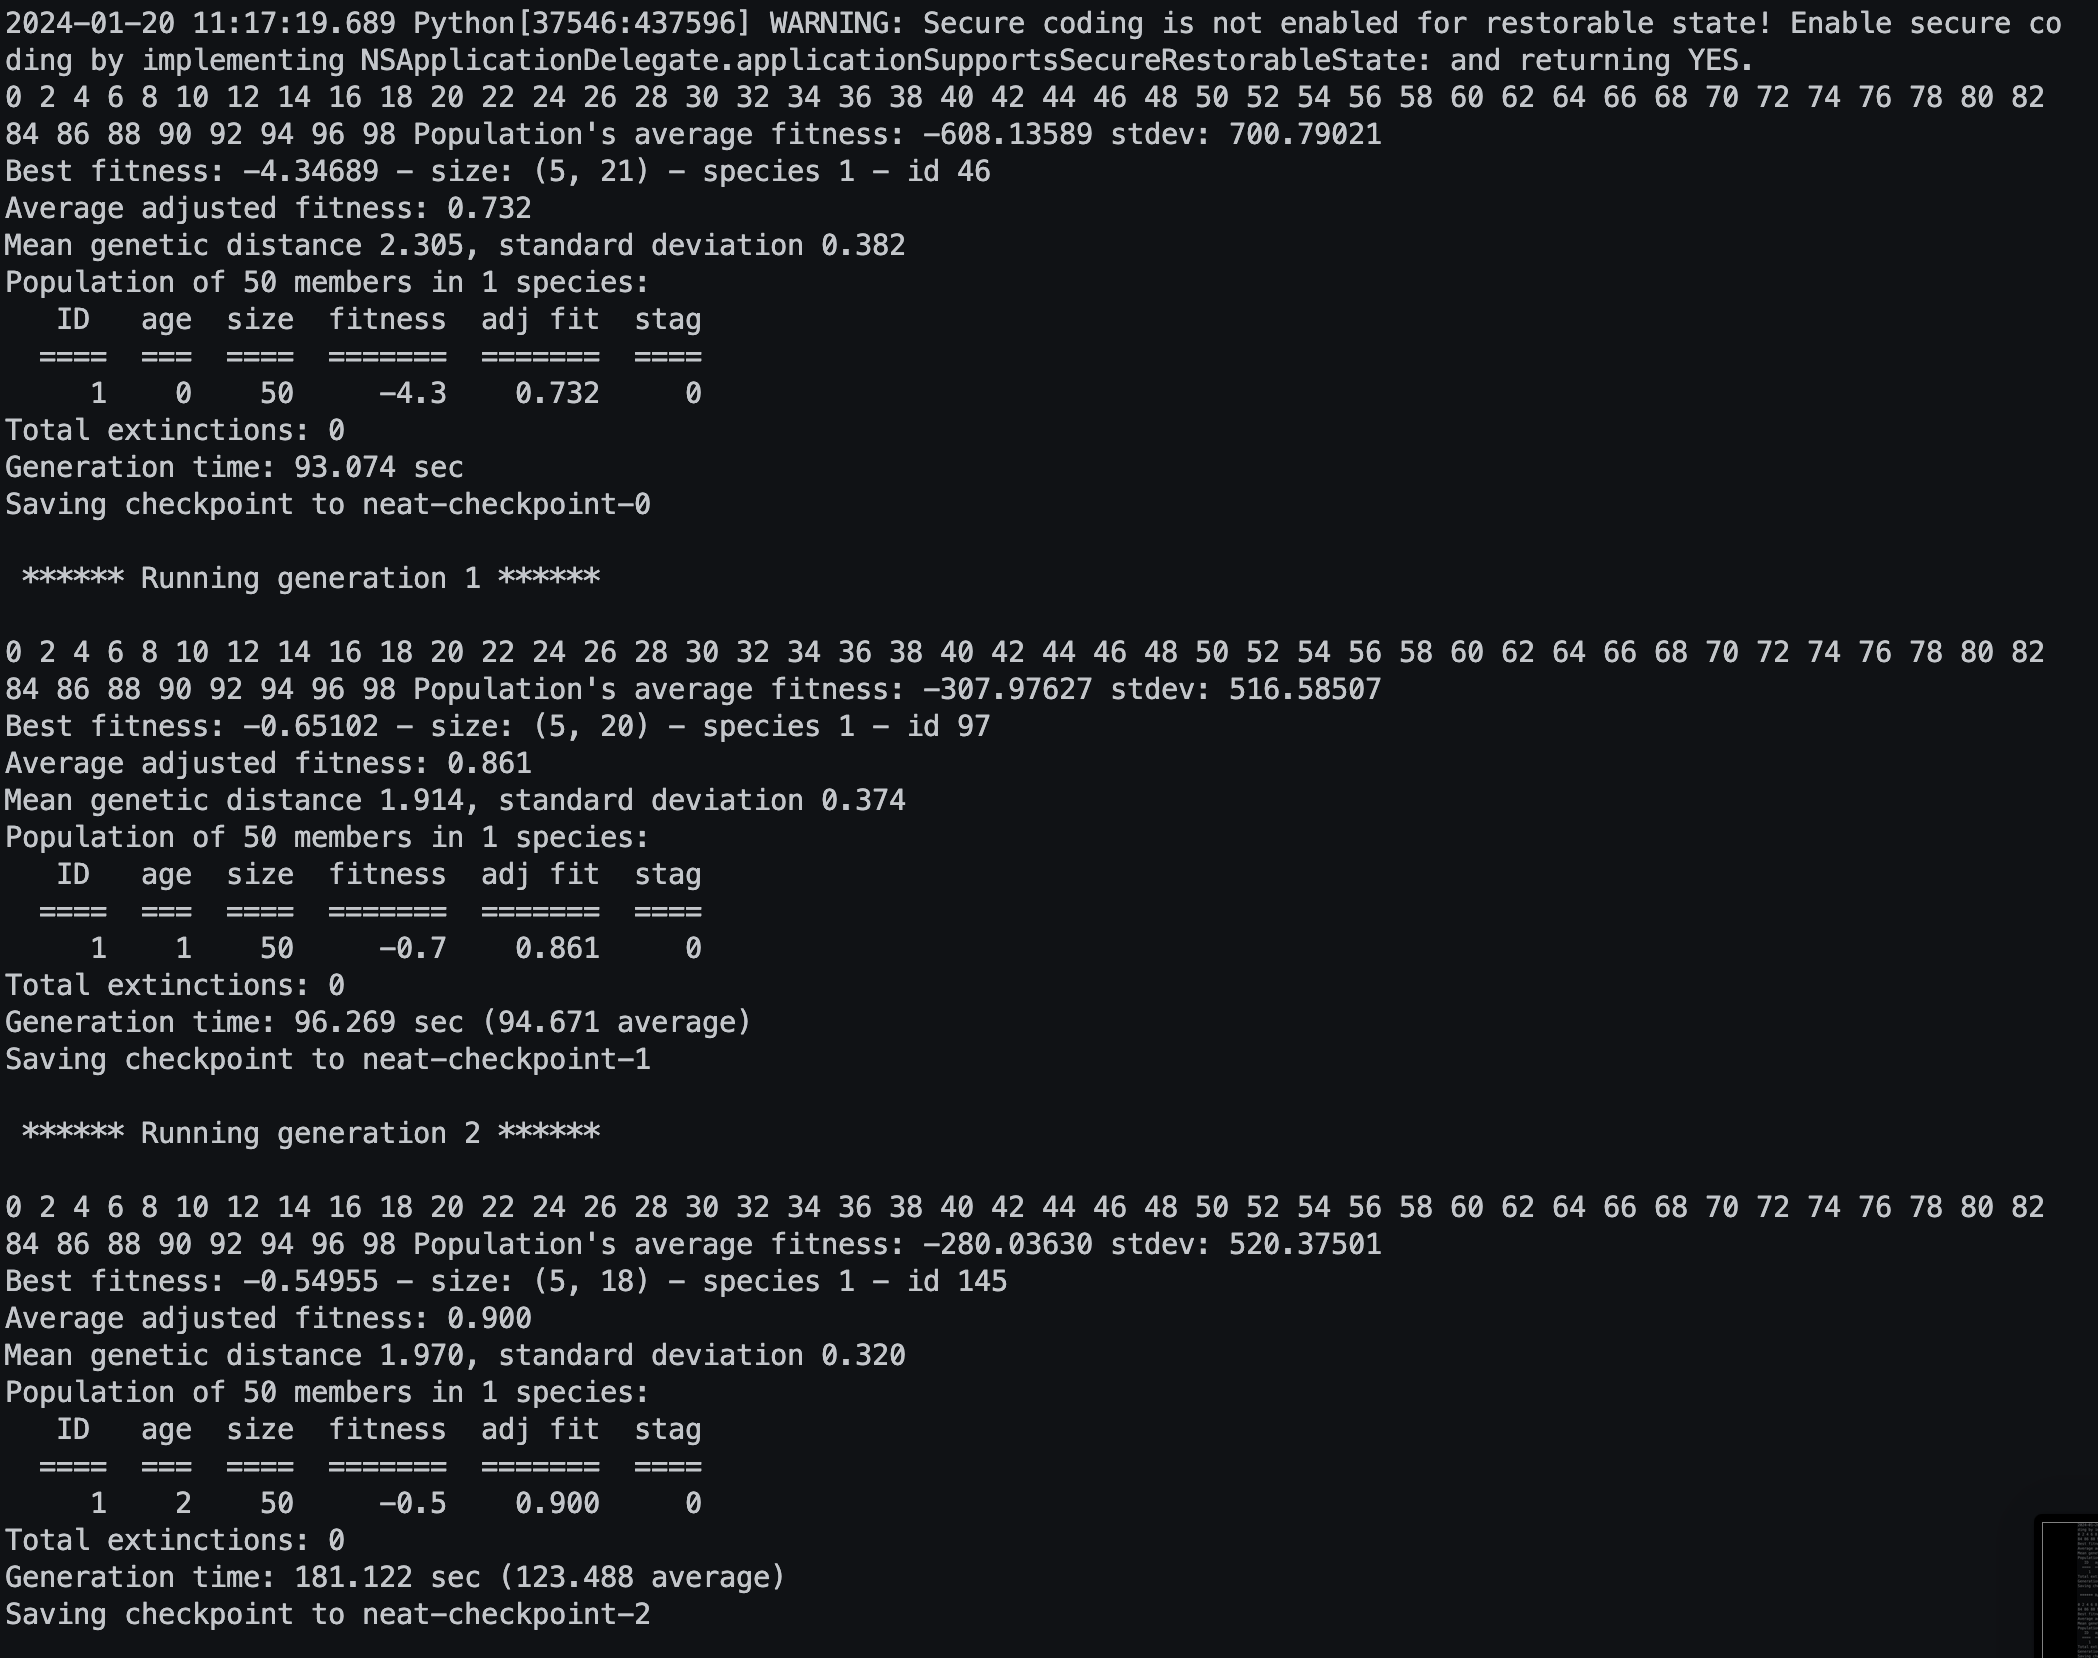 2024-01-20 11:17:19.689 Python[37546:437596] WARNING: Secure coding is not enabled for restorable state! Enable secure co
ding by implementing NSApplicationDelegate.applicationSupportsSecureRestorableState: and returning YES.
0 2 4 6 8 10 12 14 16 18 20 22 24 26 28 30 32 34 36 38 40 42 44 46 48 50 52 54 56 58 60 62 64 66 68 70 72 74 76 78 80 82
84 86 88 90 92 94 96 98 Population's average fitness: -608.13589 stdev: 700.79021
Best fitness: -4.34689 - size: (5, 21) - species 1 - id 46
Average adjusted fitness: 0.732
Mean genetic distance 2.305, standard deviation 0.382
Population of 50 members in 1 species:
   ID   age  size  fitness  adj fit  stag
  ====  ===  ====  =======  =======  ====
     1    0    50     -4.3    0.732     0
Total extinctions: 0
Generation time: 93.074 sec
Saving checkpoint to neat-checkpoint-0
 ****** Running generation 1 ******
0 2 4 6 8 10 12 14 16 18 20 22 24 26 28 30 32 34 36 38 40 42 44 46 48 50 52 54 56 58 60 62 64 66 68 70 72 74 76 78 80 82
84 86 88 90 92 94 96 98 Population's average fitness: -307.97627 stdev: 516.58507
Best fitness: -0.65102 - size: (5, 20) - species 1 - id 97
Average adjusted fitness: 0.861
Mean genetic distance 1.914, standard deviation 0.374
Population of 50 members in 1 species:
   ID   age  size  fitness  adj fit  stag
  ====  ===  ====  =======  =======  ====
     1    1    50     -0.7    0.861     0
Total extinctions: 0
Generation time: 96.269 sec (94.671 average)
Saving checkpoint to neat-checkpoint-1
 ****** Running generation 2 ******
0 2 4 6 8 10 12 14 16 18 20 22 24 26 28 30 32 34 36 38 40 42 44 46 48 50 52 54 56 58 60 62 64 66 68 70 72 74 76 78 80 82
84 86 88 90 92 94 96 98 Population's average fitness: -280.03630 stdev: 520.37501
Best fitness: -0.54955 - size: (5, 18) - species 1 - id 145
Average adjusted fitness: 0.900
Mean genetic distance 1.970, standard deviation 0.320
Population of 50 members in 1 species:
   ID   age  size  fitness  adj fit  stag
  ====  ===  ====  =======  =======  ====
     1    2    50     -0.5    0.900     0
Total extinctions: 0
Generation time: 181.122 sec (123.488 average)
Saving checkpoint to neat-checkpoint-2